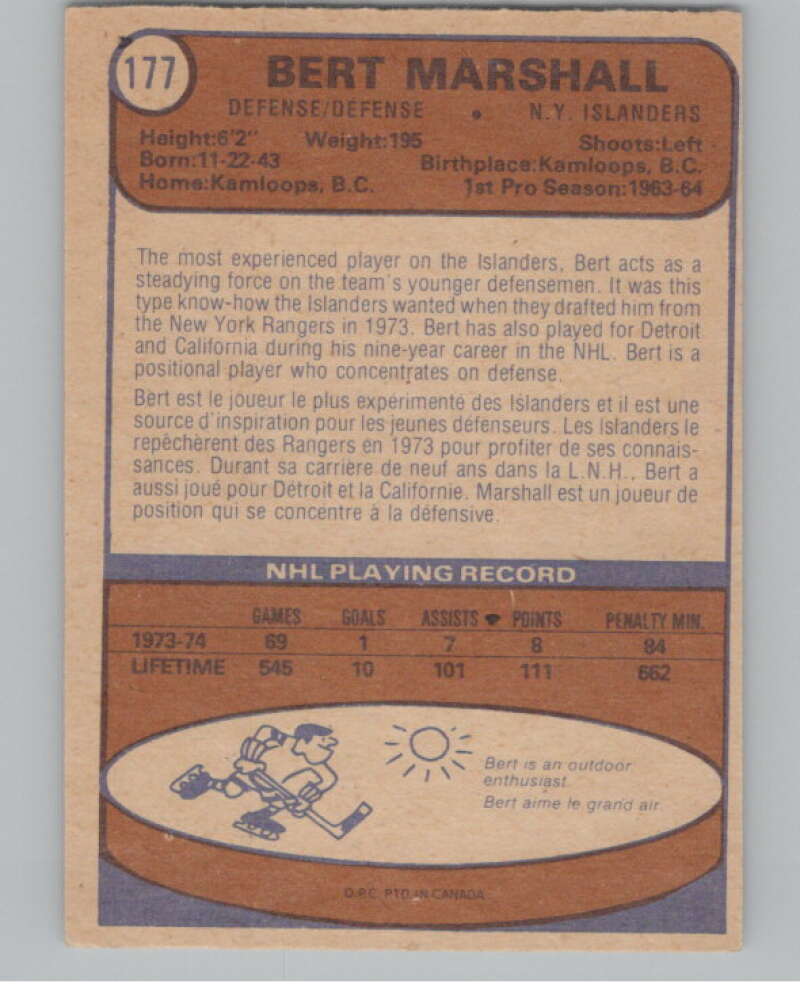 177
BERT MARSHALL
DEFENSE/DÉFENSE • N.Y. ISLANDERS
Height:6'2" Weight:195 Shoots:Left
Born:11-22-43 Birthplace:Kamloops, B.C.
Home:Kamloops, B.C. 1st Pro Season:1963-64
The most experienced player on the Islanders, Bert acts as a
steadying force on the team's younger defensemen. It was this
type know-how the Islanders wanted when they drafted him from
the New York Rangers in 1973. Bert has also played for Detroit
and California during his nine-year career in the NHL. Bert is a
positional player who concentrates on defense.
Bert est le joueur le plus expérimenté des Islanders et il est une
source d'inspiration pour les jeunes défenseurs. Les Islanders le
repêchèrent des Rangers en 1973 pour profiter de ses connais-
sances. Durant sa carrière de neuf ans dans la L.N.H., Bert a
aussi joué pour Détroit et la Californie. Marshall est un joueur de
position qui se concentre à la défensive.
NHL PLAYING RECORD
GAMES GOALS ASSISTS POINTS PENALTY MIN.
1973-74 69 1 7 8 84
LIFETIME 545 10 101 111 662
Bert is an outdoor
enthusiast.
Bert aime le grand air.
O.P.C. PTD. IN CANADA